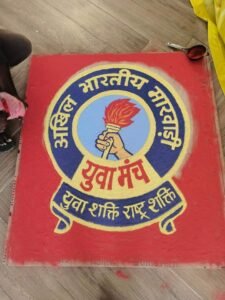 अखिल भारतीय मारवाड़ी
युवा मंच
युवा शक्ति राष्ट्र शक्ति